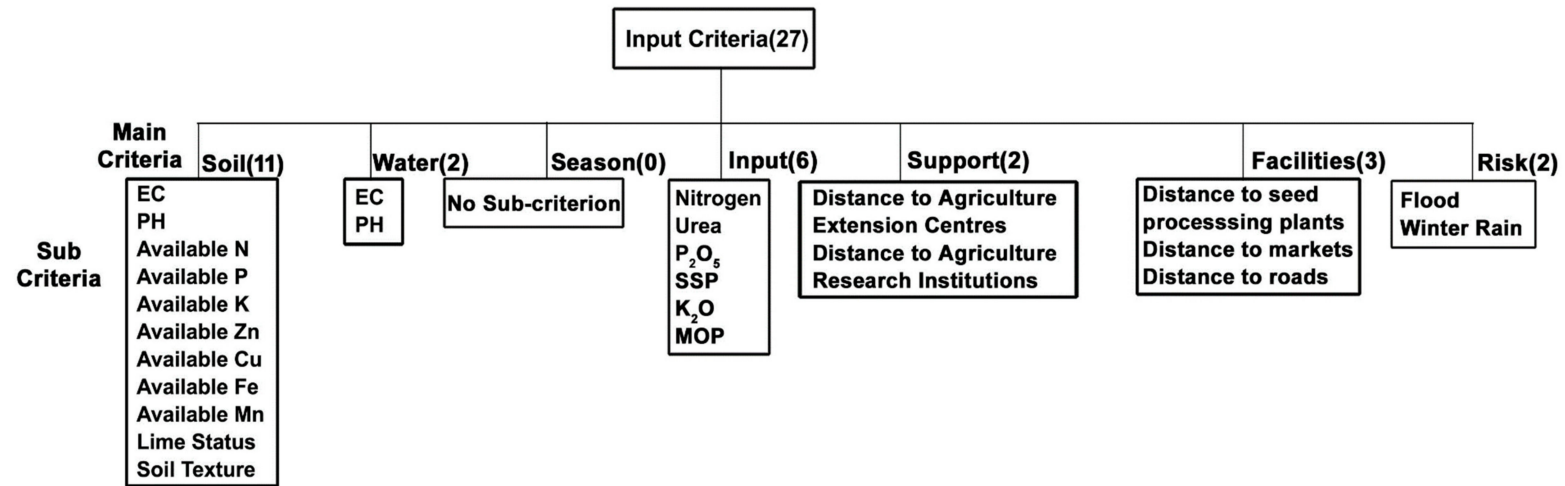 Input Criteria(27)
Main
Criteria
Soil(11)
Water(2)
Season(0)
Input(6)
Support(2)
Facilities(3)
Risk(2)
Sub
Criteria
EC
PH
Available N
Available P
Available K
Available Zn
Available Cu
Available Fe
Available Mn
Lime Status
Soil Texture
EC
PH
No Sub-criterion
Nitrogen
Urea
P₂O₅
SSP
K₂O
MOP
Distance to Agriculture
Extension Centres
Distance to Agriculture
Research Institutions
Distance to seed
processsing plants
Distance to markets
Distance to roads
Flood
Winter Rain